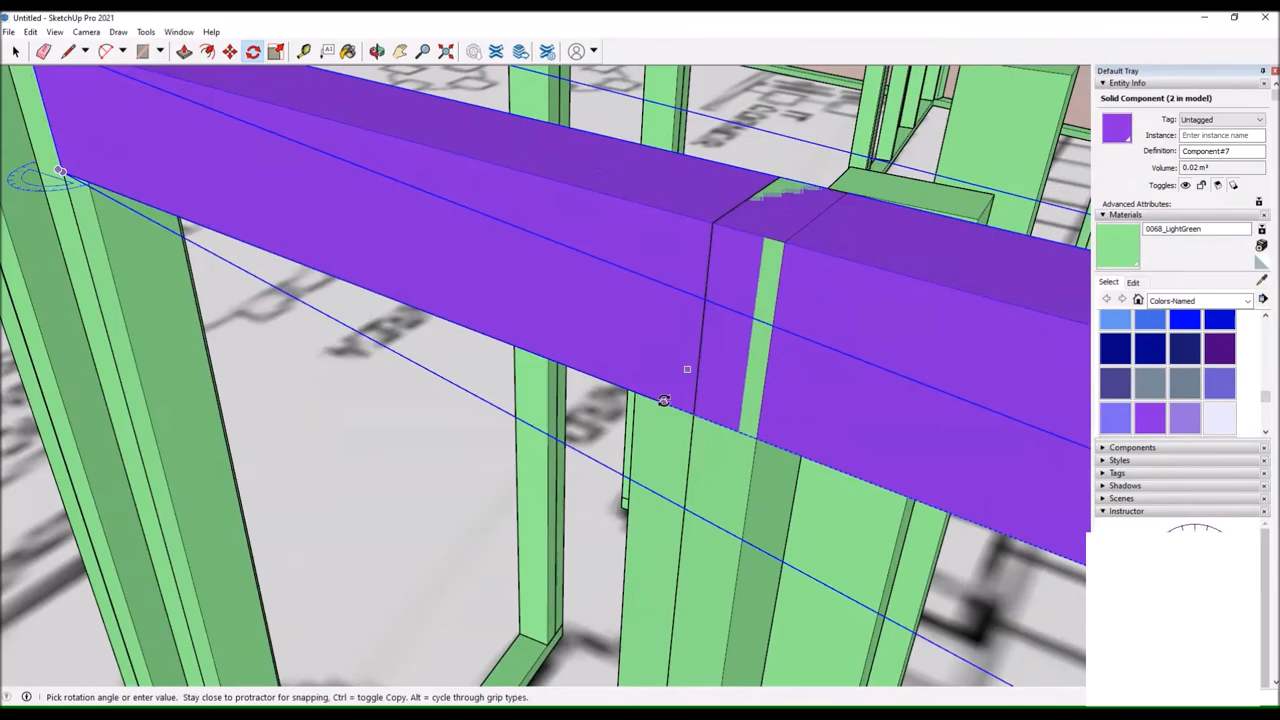 Untitled - SketchUp Pro 2021
File Edit Camera Draw Tools Window Extensions Help
Default Tray
Entity Info
Solid Component (2 in model)
Tag: Untagged
Instance: Enter instance name
Definition: Component#7
Volume: 0.02 m³
Toggles:
Advanced Attributes:
Materials
0068_LightGreen
Select Edit
Colors-Named
Components
Styles
Tags
Shadows
Scenes
Instructor
Pick rotation angle or enter value. Stay close to protractor for snapping, Ctrl = toggle Copy. Alt = cycle through grip types.